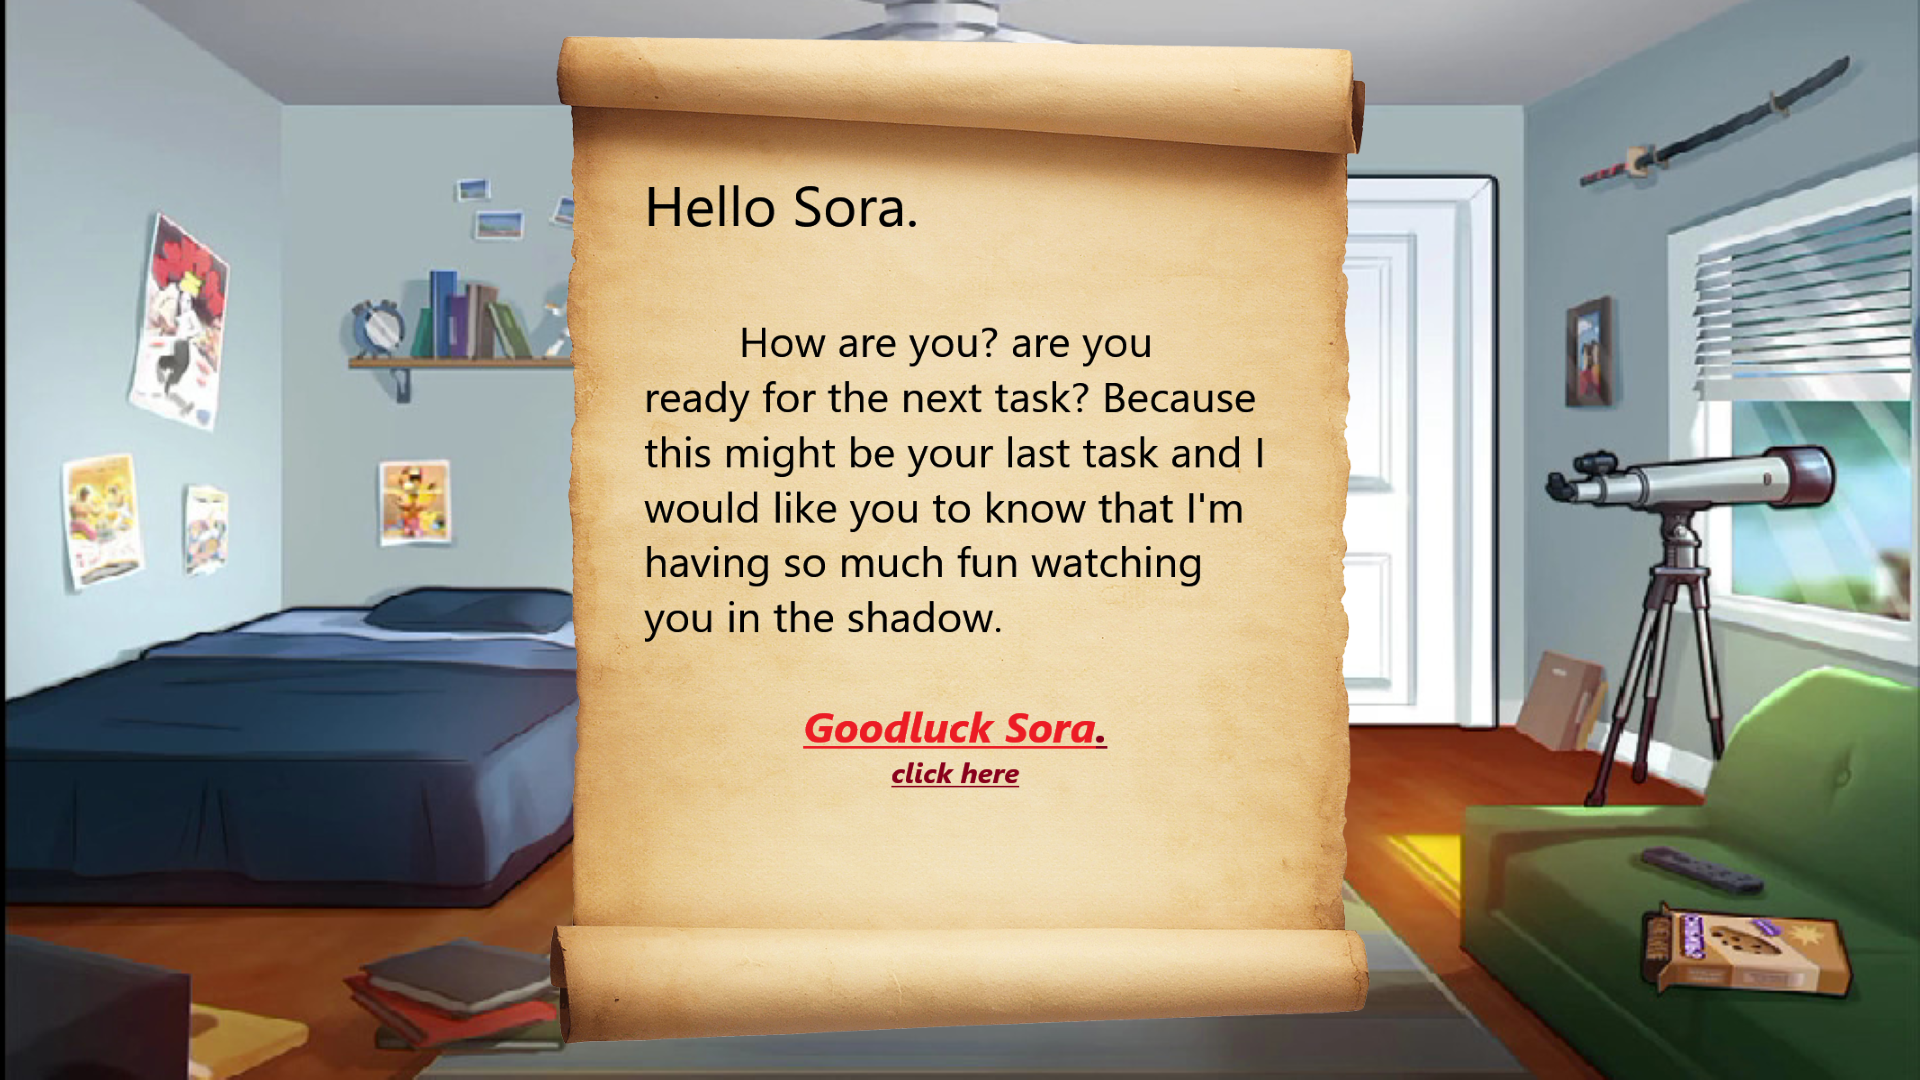 Hello Sora.
How are you? are you
ready for the next task? Because
this might be your last task and I
would like you to know that I'm
having so much fun watching
you in the shadow.
Goodluck Sora.
click here